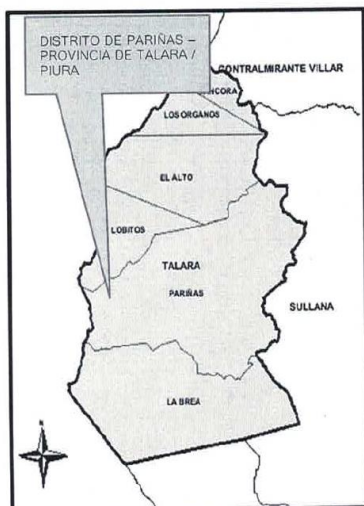 DISTRITO DE PARIÑAS –
PROVINCIA DE TALARA /
PIURA
CONTRALMIRANTE VILLAR
NCORA
LOS ORGANOS
EL ALTO
LOBITOS
TALARA
PARIÑAS
SULLANA
LA BREA